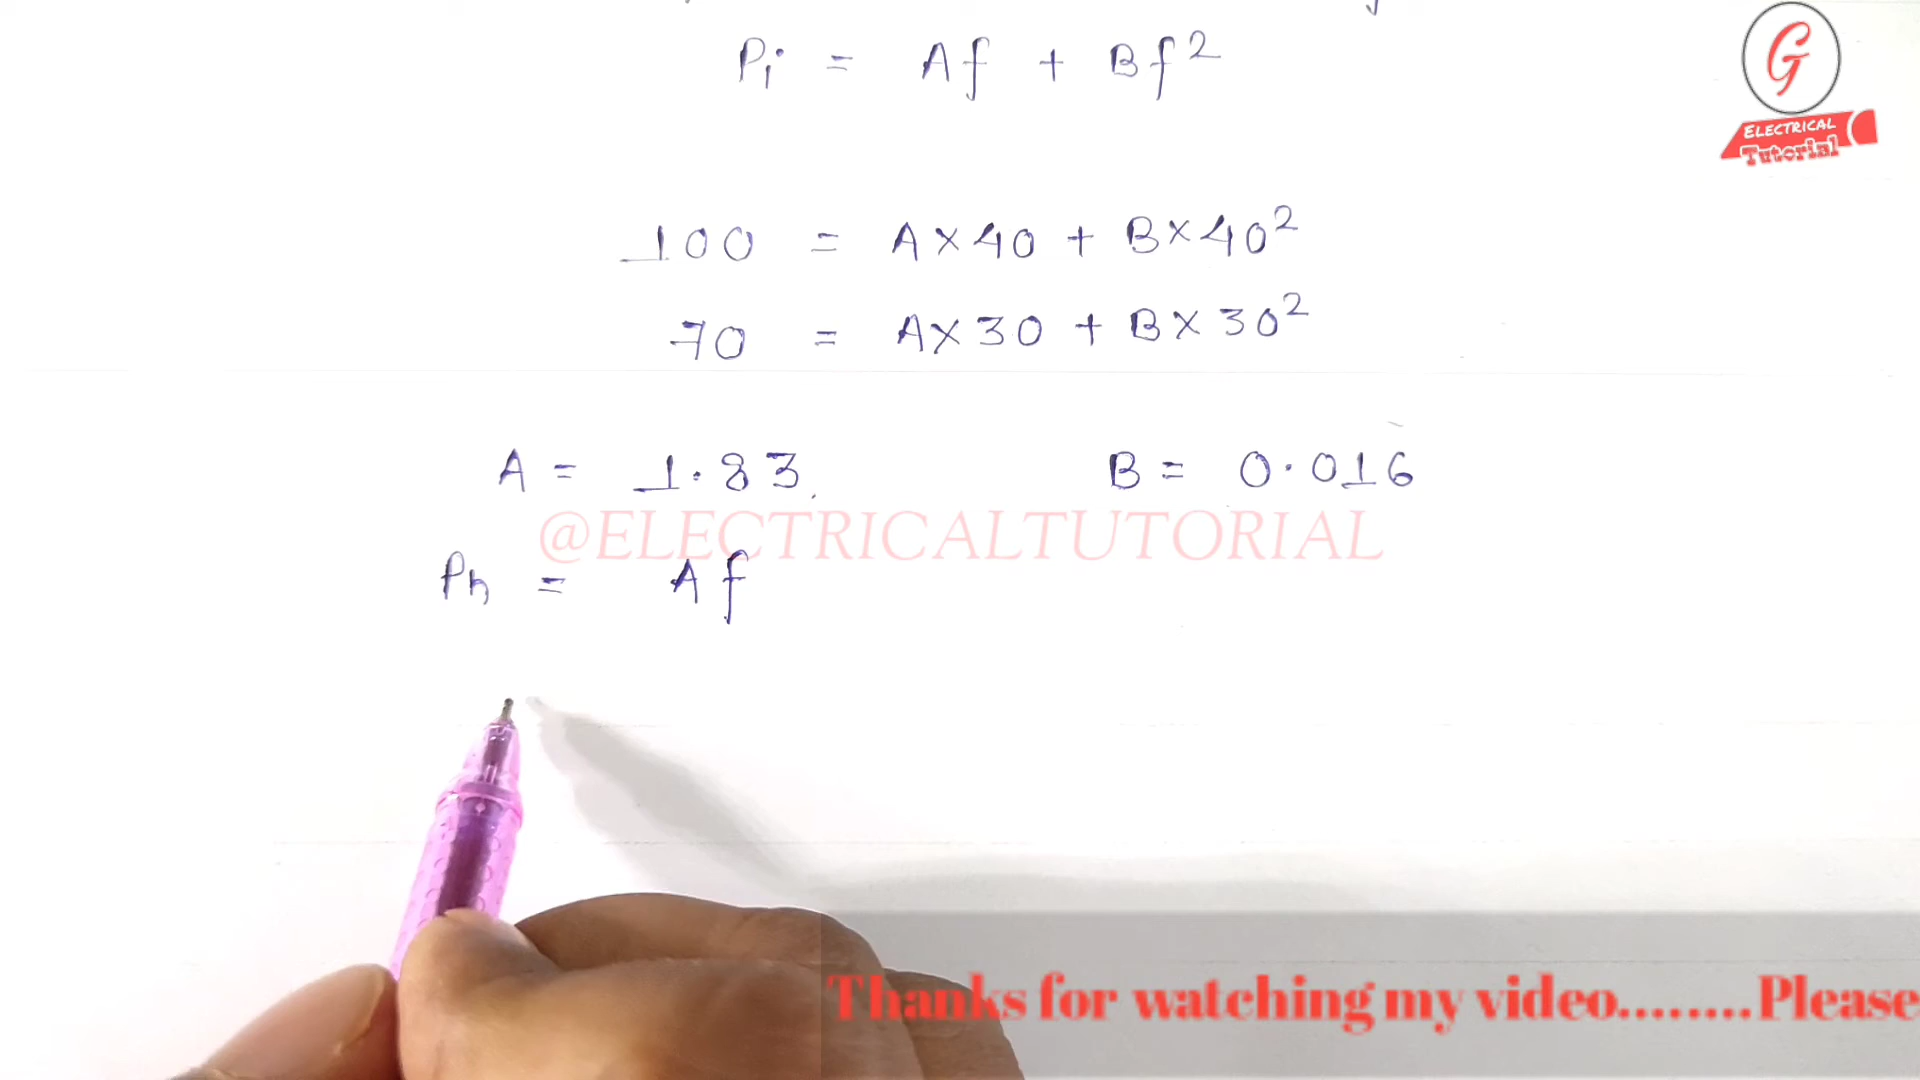 Pi = Af + Bf²
G
ELECTRICAL
Tutorial
100 = A×40 + B×40²
70 = A×30 + B×30²
A = 1.83 B = 0.016
@ELECTRICALTUTORIAL
Ph = Af
Thanks for watching my video........Please